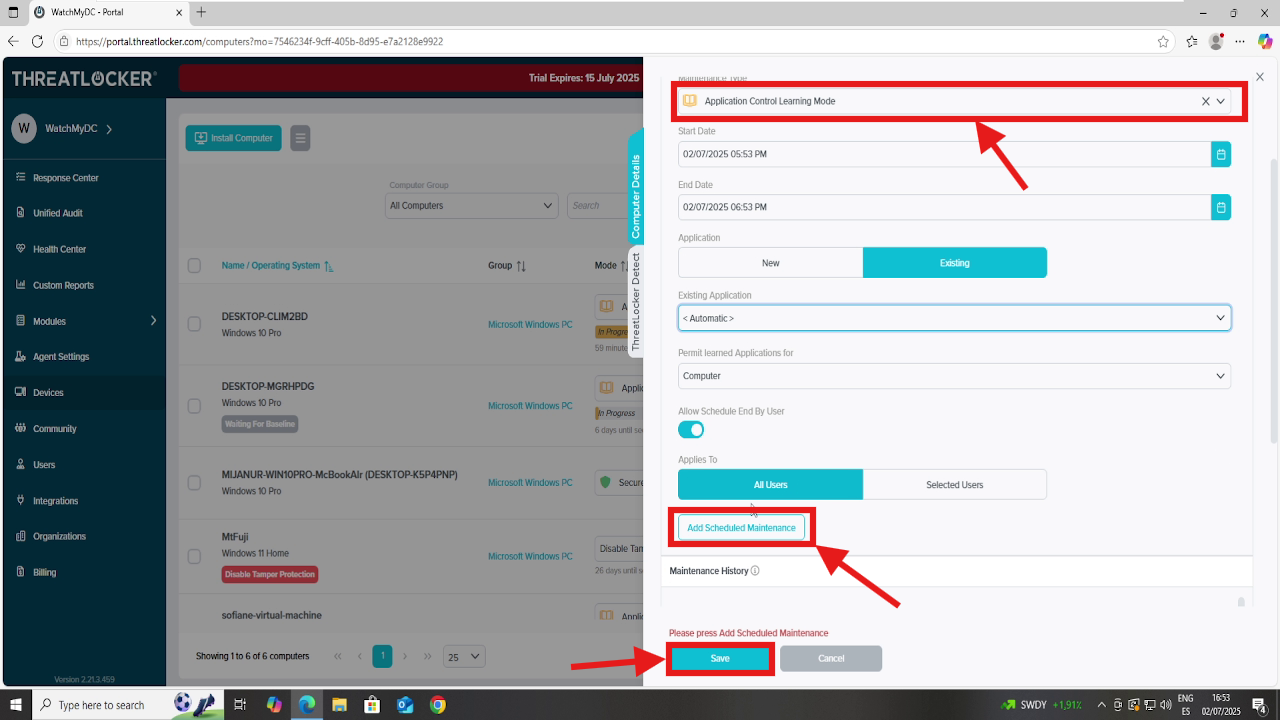 WatchMyDC
https://portal.threatlocker.com/computers?mo=7546234f-9cff-405b-8d95-e7a2128e9922
THREATLOCKER
Trial Expires: 15 July 2025
W WatchMyDC
Response Center
Unified Audit
Health Center
Custom Reports
Modules
Agent Settings
Devices
Community
Users
Integrations
Organizations
Billing
Version 2.21.3.459
Install Computer
Computer Group
All Computers
Search
Name / Operating System
Group
Mode
DESKTOP-CLIM2BD
Windows 10 Pro
Microsoft Windows PC
A
In Progre
59 minute
DESKTOP-MGRHPDG
Windows 10 Pro
Waiting For Baseline
Microsoft Windows PC
Applic
In Progress
6 days until se
MIJANUR-WIN10PRO-McBookAIr (DESKTOP-K5P4PNP)
Windows 10 Pro
Microsoft Windows PC
Secure
MtFuji
Windows 11 Home
Disable Tamper Protection
Microsoft Windows PC
Disable Tan
26 days until s
sofiane-virtual-machine
Applic
Showing 1 to 6 of 6 computers
1
25
Computer Details
ThreatLocker Detect
Maintenance Type
Application Control Learning Mode
Start Date
02/07/2025 05:53 PM
End Date
02/07/2025 06:53 PM
Application
New
Existing
Existing Application
< Automatic >
Permit learned Applications for
Computer
Allow Schedule End By User
Applies To
All Users
Selected Users
Add Scheduled Maintenance
Maintenance History
Please press Add Scheduled Maintenance
Save
Cancel
Type here to search
SWDY +1,91%
ENG
ES
16:53
02/07/2025